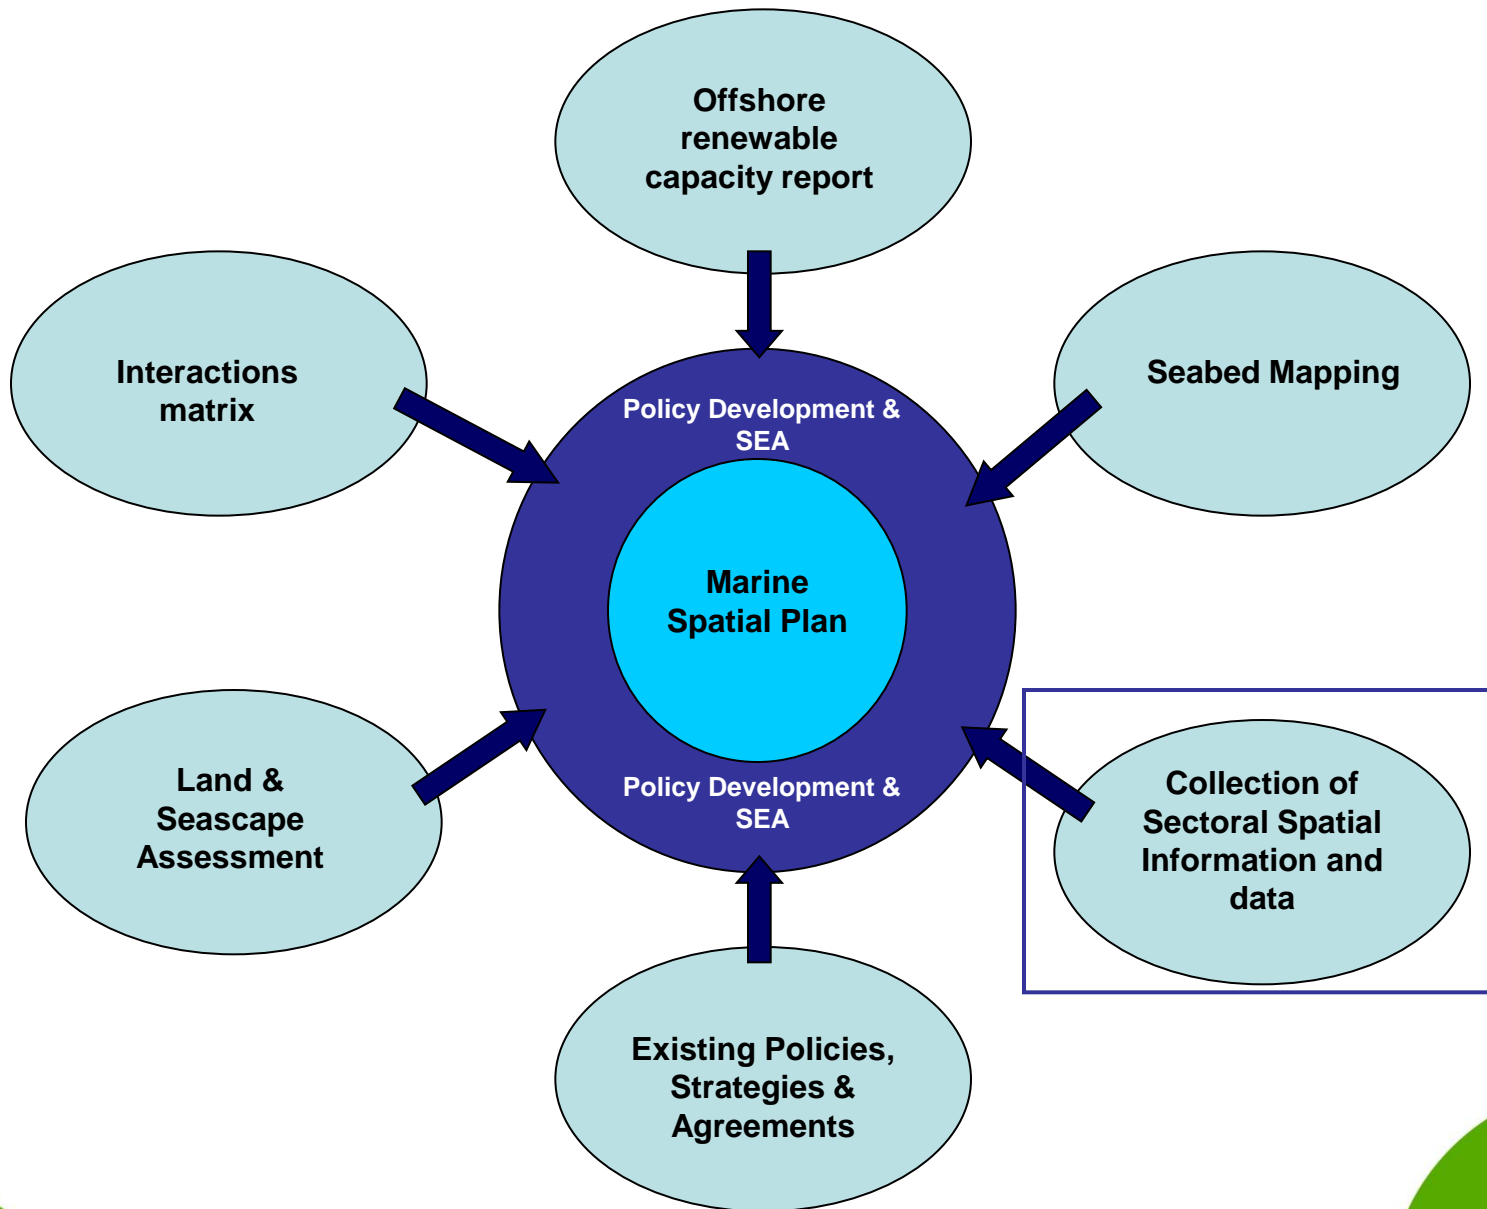 Offshore
renewable
capacity report
Interactions
matrix
Seabed Mapping
Policy Development &
SEA
Marine
Spatial Plan
Land &
Seascape
Assessment
Policy Development &
SEA
Collection of
Sectoral Spatial
Information and
data
Existing Policies,
Strategies &
Agreements